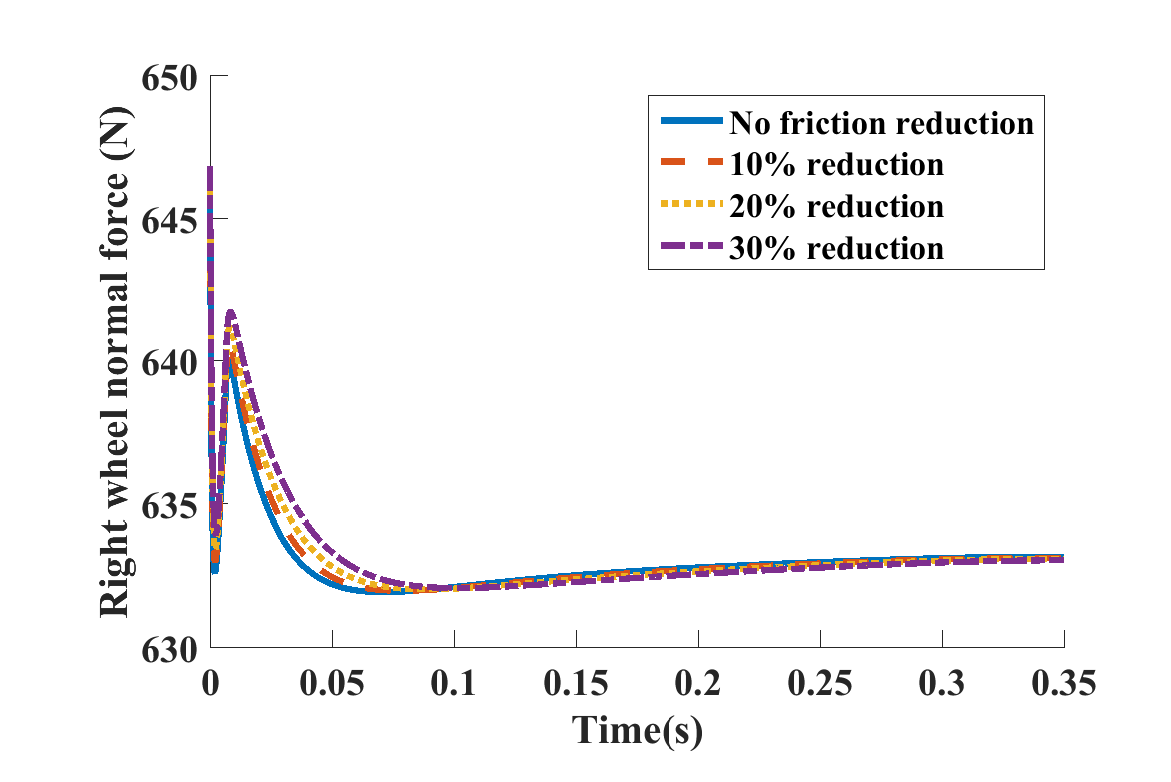 650
645
640
635
630
Right wheel normal force (N)
No friction reduction
10% reduction
20% reduction
30% reduction
0 0.05 0.1 0.15 0.2 0.25 0.3 0.35
Time(s)